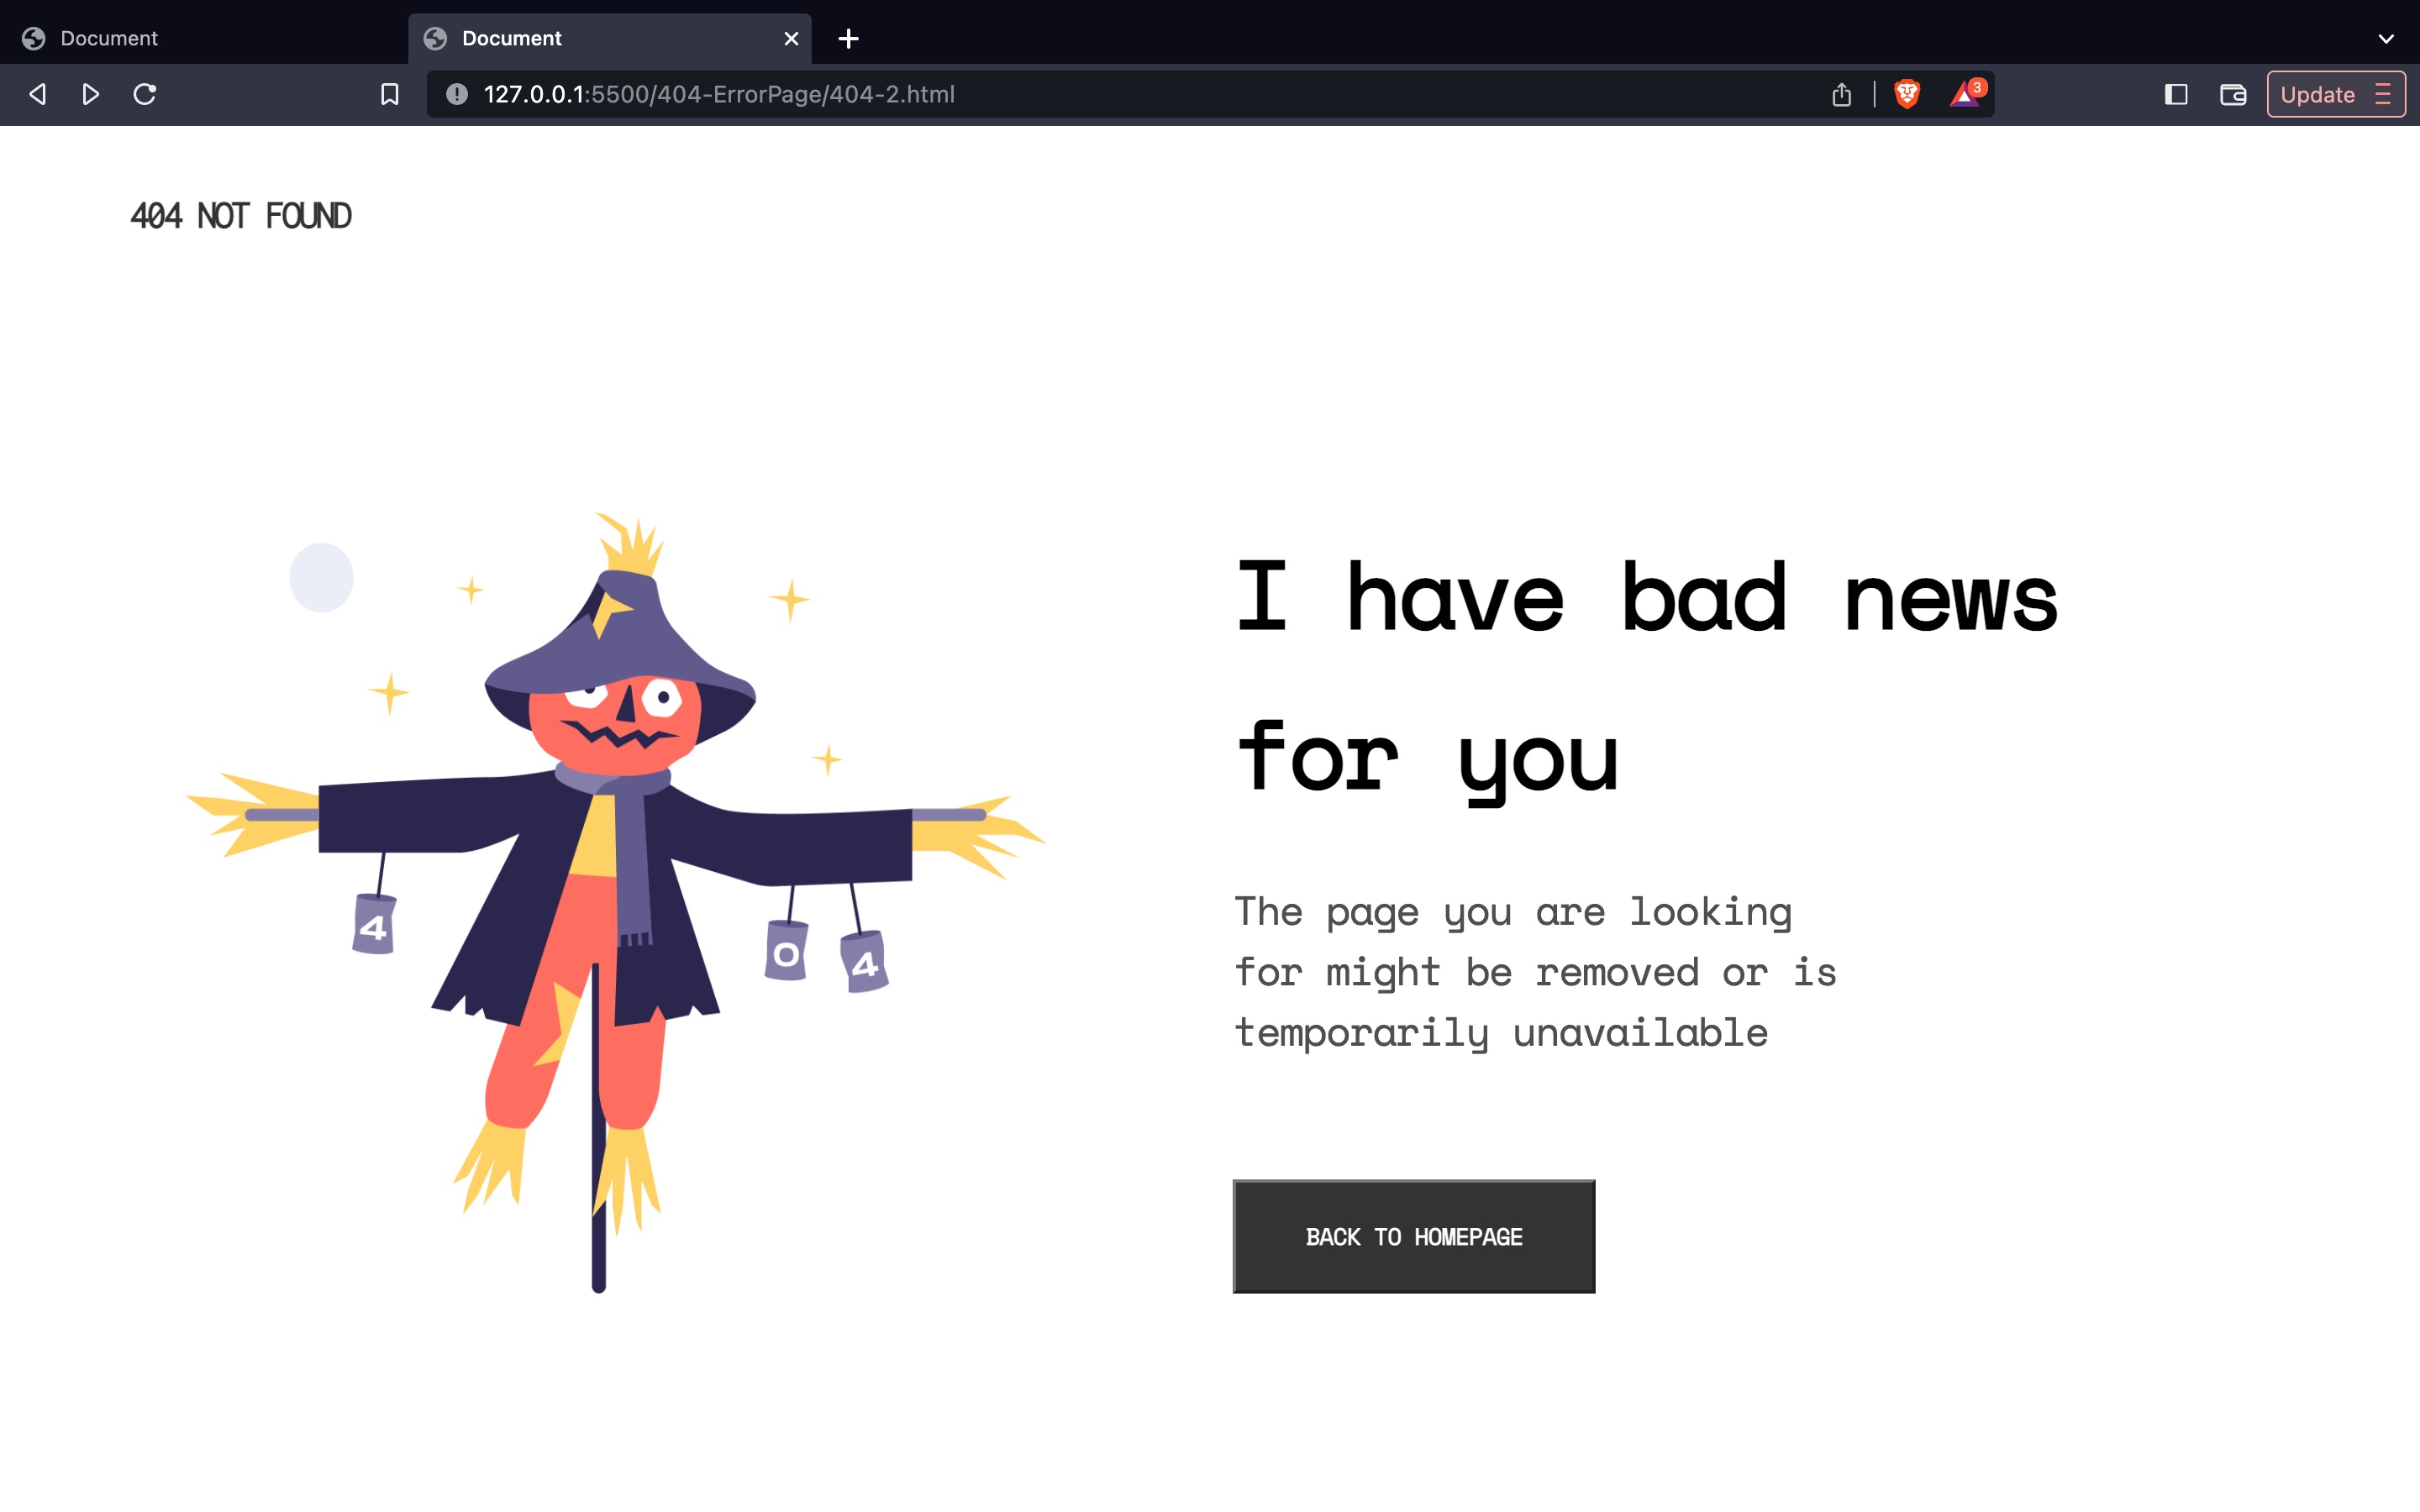 Document
Document
127.0.0.1:5500/404-ErrorPage/404-2.html
3
Update
404 NOT FOUND
I have bad news
for you
The page you are looking
for might be removed or is
temporarily unavailable
4
0
4
BACK TO HOMEPAGE